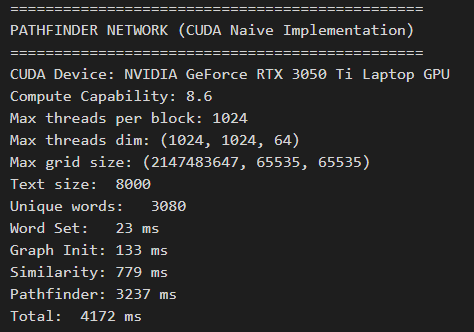 ===============================================
PATHFINDER NETWORK (CUDA Naive Implementation)
===============================================
CUDA Device: NVIDIA GeForce RTX 3050 Ti Laptop GPU
Compute Capability: 8.6
Max threads per block: 1024
Max threads dim: (1024, 1024, 64)
Max grid size: (2147483647, 65535, 65535)
Text size:  8000
Unique words:   3080
Word Set:   23 ms
Graph Init: 133 ms
Similarity: 779 ms
Pathfinder: 3237 ms
Total:  4172 ms